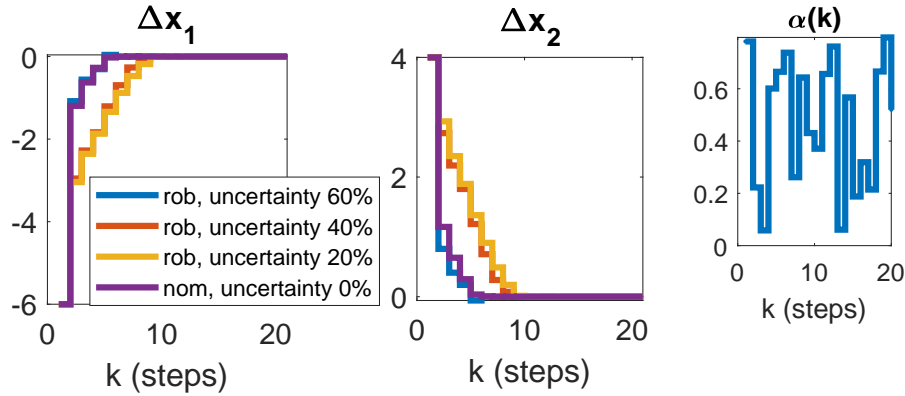 Δx₁
0
-2
-4
-6
0
10
20
k (steps)
rob, uncertainty 60%
rob, uncertainty 40%
rob, uncertainty 20%
nom, uncertainty 0%
Δx₂
4
2
0
0
10
20
k (steps)
α(k)
0.6
0.4
0.2
0
0
10
20
k (steps)